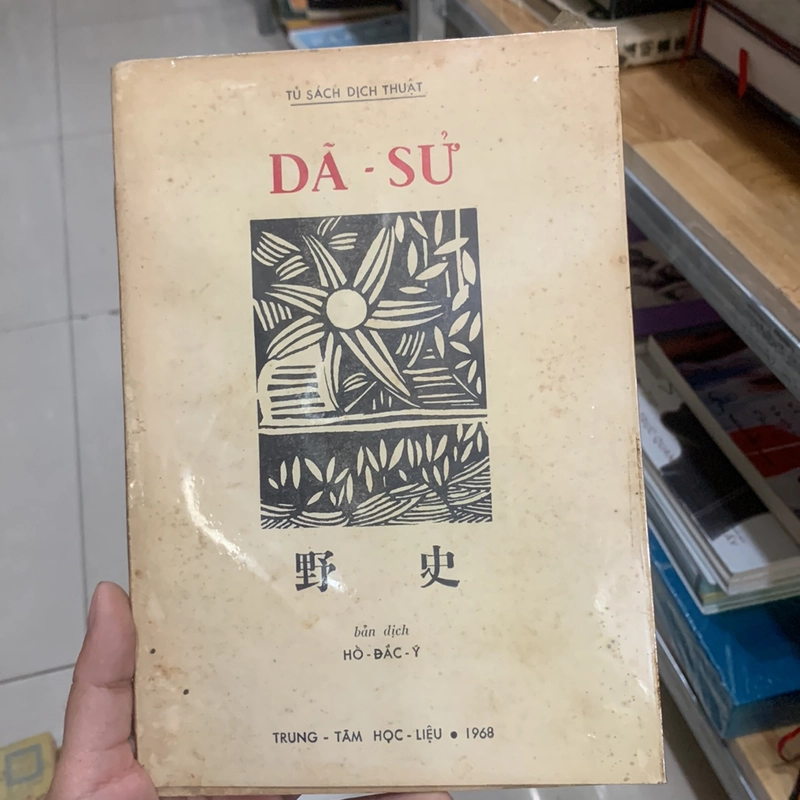 TỦ SÁCH DỊCH THUẬT
DÃ - SỬ
野 史
bản dịch
HỒ - ĐẮC - Ý
TRUNG - TÂM HỌC - LIỆU • 1968